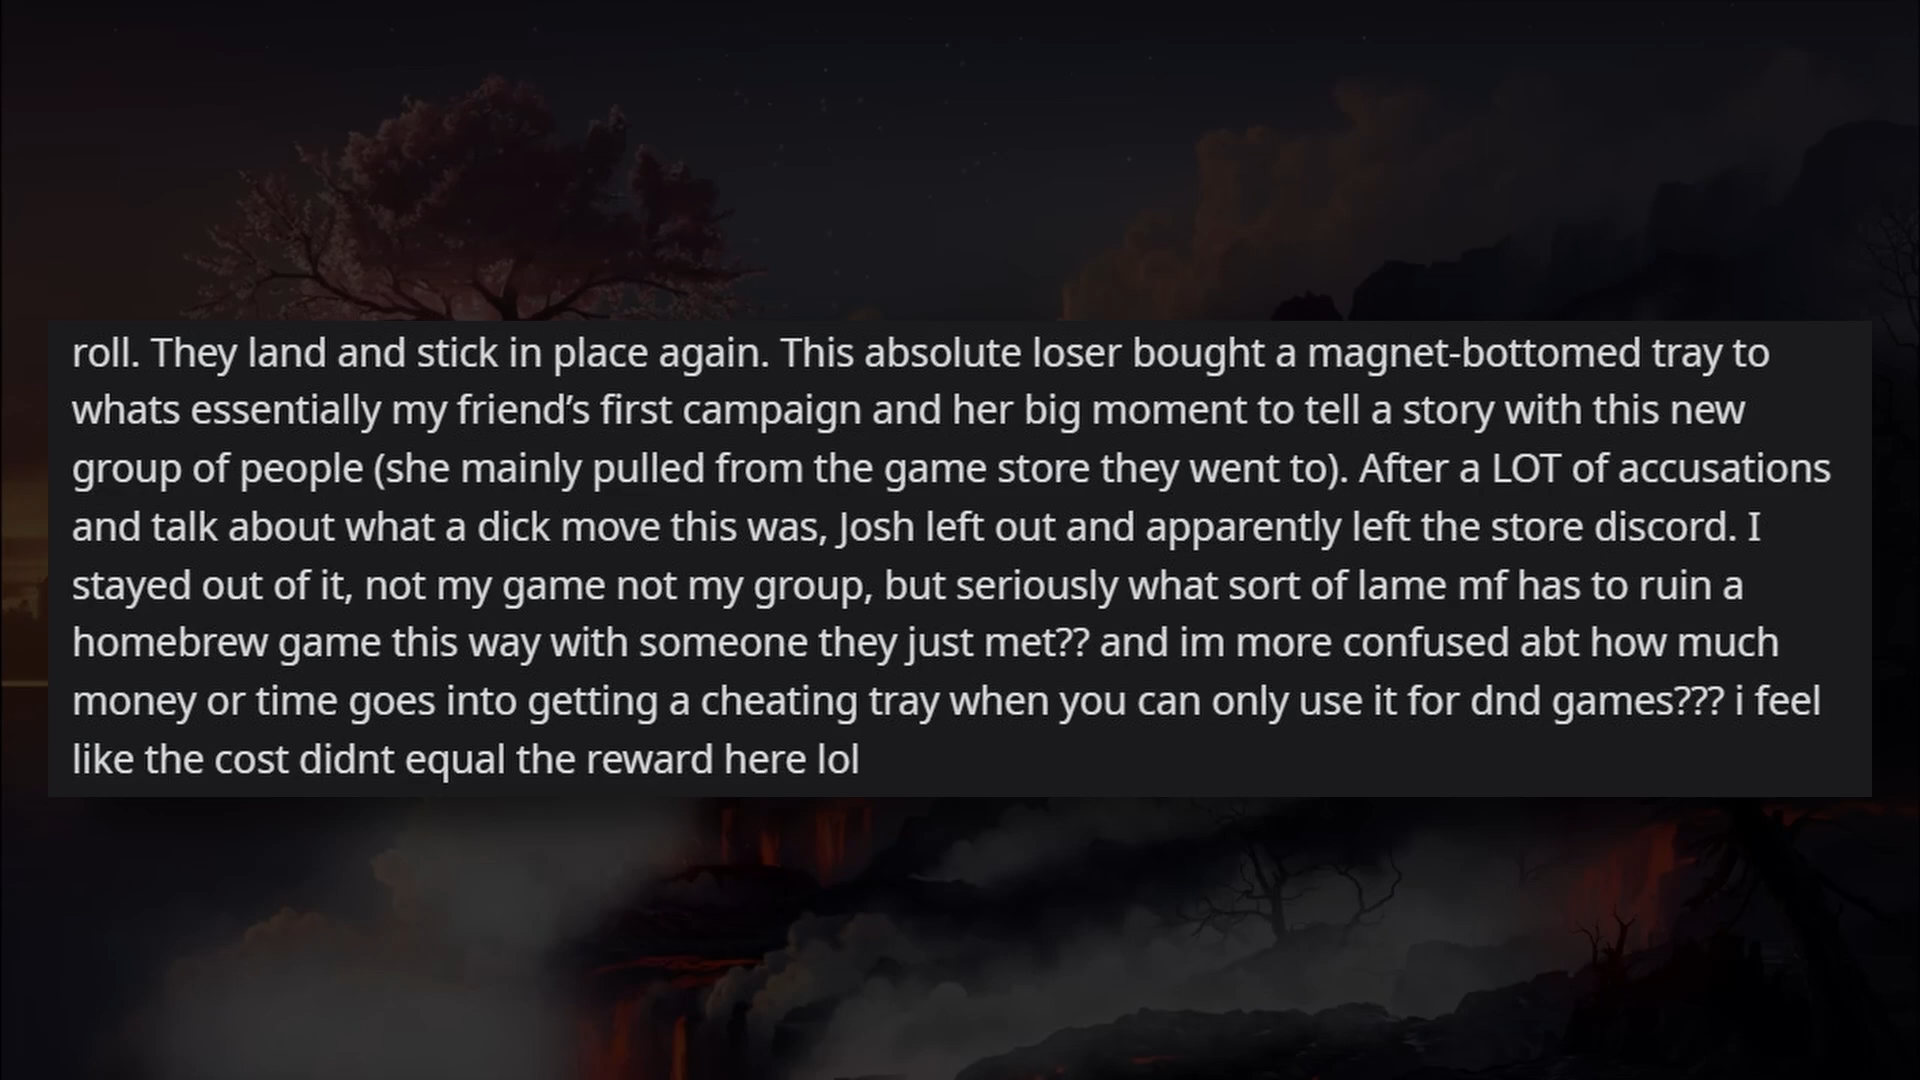 roll. They land and stick in place again. This absolute loser bought a magnet-bottomed tray to
whats essentially my friend’s first campaign and her big moment to tell a story with this new
group of people (she mainly pulled from the game store they went to). After a LOT of accusations
and talk about what a dick move this was, Josh left out and apparently left the store discord. I
stayed out of it, not my game not my group, but seriously what sort of lame mf has to ruin a
homebrew game this way with someone they just met?? and im more confused abt how much
money or time goes into getting a cheating tray when you can only use it for dnd games??? i feel
like the cost didnt equal the reward here lol